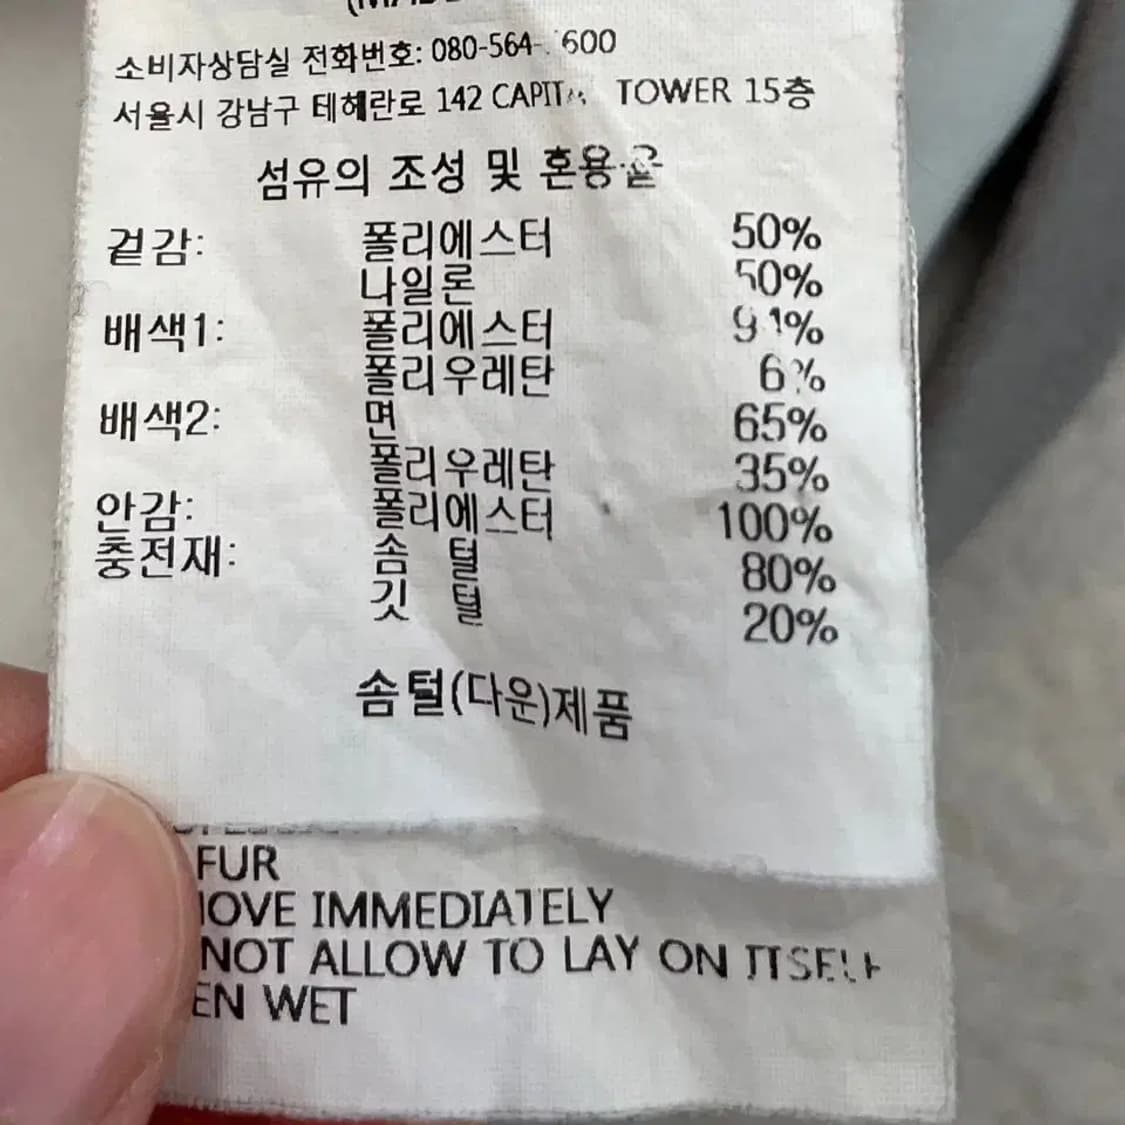 소비자상담실 전화번호: 080-564- 600
서울시 강남구 테헤란로 142 TOWER 15층
섬유의 조성 및 혼용율
겉감: 폴리에스터 50%
나일론 50%
배색1: 폴리에스터
폴리우레탄 6%
배색2: 면 65%
폴리우레탄 35%
안감: 폴리에스터 100%
충전재: 솜 털 80%
깃 털 20%
솜털(다운)제품
FUR
IMMEDIATELY
NOT ALLOW TO LAY ON ITSELF
WET